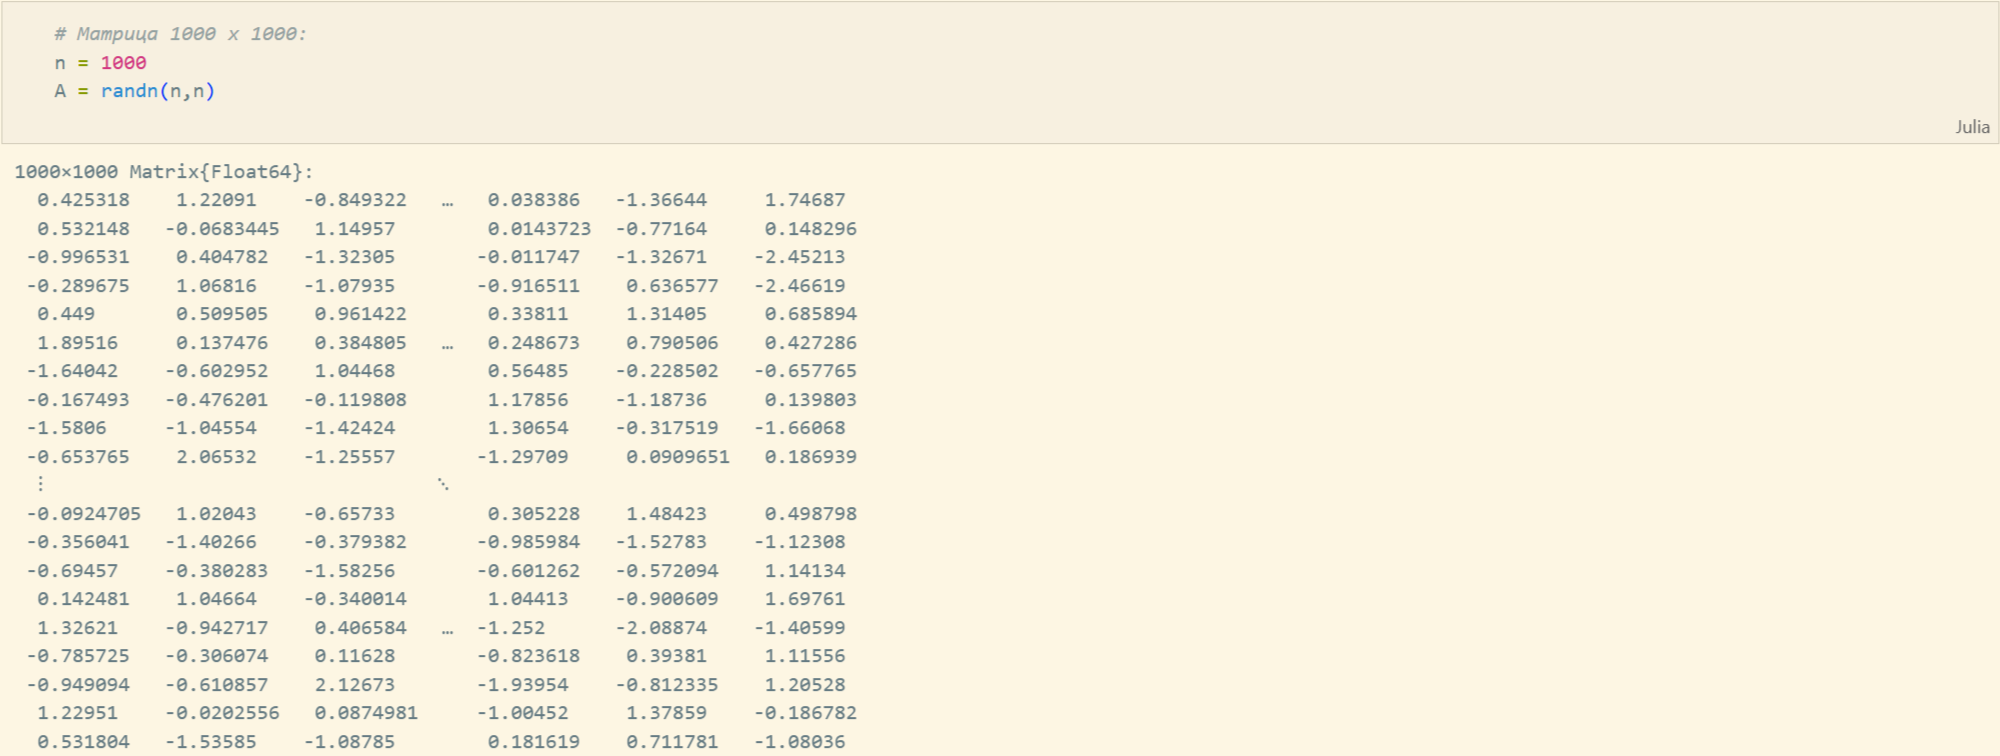 # Матрица 1000 x 1000:
n = 1000
A = randn(n,n)
Julia
1000×1000 Matrix{Float64}:
0.425318 1.22091 -0.849322 … 0.038386 -1.36644 1.74687
0.532148 -0.0683445 1.14957 0.0143723 -0.77164 0.148296
-0.996531 0.404782 -1.32305 -0.011747 -1.32671 -2.45213
-0.289675 1.06816 -1.07935 -0.916511 0.636577 -2.46619
0.449 0.509505 0.961422 0.33811 1.31405 0.685894
1.89516 0.137476 0.384805 … 0.248673 0.790506 0.427286
-1.64042 -0.602952 1.04468 0.56485 -0.228502 -0.657765
-0.167493 -0.476201 -0.119808 1.17856 -1.18736 0.139803
-1.5806 -1.04554 -1.42424 1.30654 -0.317519 -1.66068
-0.653765 2.06532 -1.25557 -1.29709 0.0909651 0.186939
⋮ ⋱
-0.0924705 1.02043 -0.65733 0.305228 1.48423 0.498798
-0.356041 -1.40266 -0.379382 -0.985984 -1.52783 -1.12308
-0.69457 -0.380283 -1.58256 -0.601262 -0.572094 1.14134
0.142481 1.04664 -0.340014 1.04413 -0.900609 1.69761
1.32621 -0.942717 0.406584 … -1.252 -2.08874 -1.40599
-0.785725 -0.306074 0.11628 -0.823618 0.39381 1.11556
-0.949094 -0.610857 2.12673 -1.93954 -0.812335 1.20528
1.22951 -0.0202556 0.0874981 -1.00452 1.37859 -0.186782
0.531804 -1.53585 -1.08785 0.181619 0.711781 -1.08036